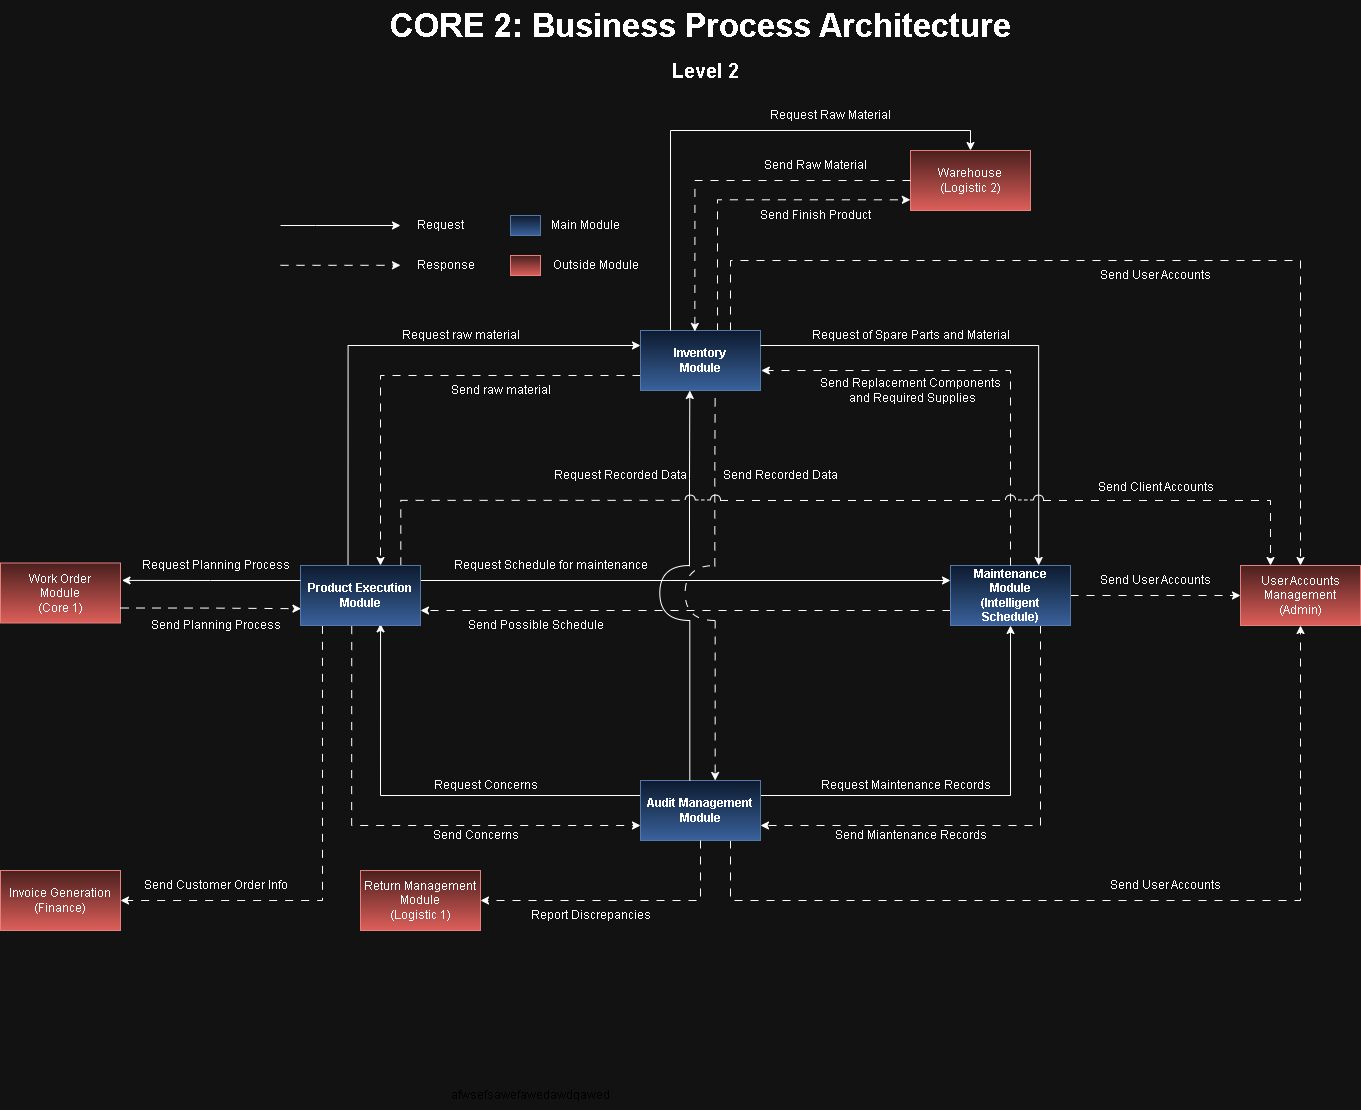 CORE 2: Business Process Architecture
Level 2
Request Raw Material
Send Raw Material
Warehouse
(Logistic 2)
Send Finish Product
Request
Main Module
Response
Outside Module
Send User Accounts
Request raw material
Inventory
Module
Request of Spare Parts and Material
Send raw material
Send Replacement Components
and Required Supplies
Request Recorded Data
Send Recorded Data
Send Client Accounts
Work Order
Module
(Core 1)
Request Planning Process
Send Planning Process
Product Execution
Module
Request Schedule for maintenance
Send Possible Schedule
Maintenance
Module
(Intelligent
Schedule)
Send User Accounts
User Accounts
Management
(Admin)
Request Concerns
Send Concerns
Audit Management
Module
Request Maintenance Records
Send Miantenance Records
Invoice Generation
(Finance)
Send Customer Order Info
Return Management
Module
(Logistic 1)
Report Discrepancies
Send User Accounts
afwsefsawefawedawdqawed